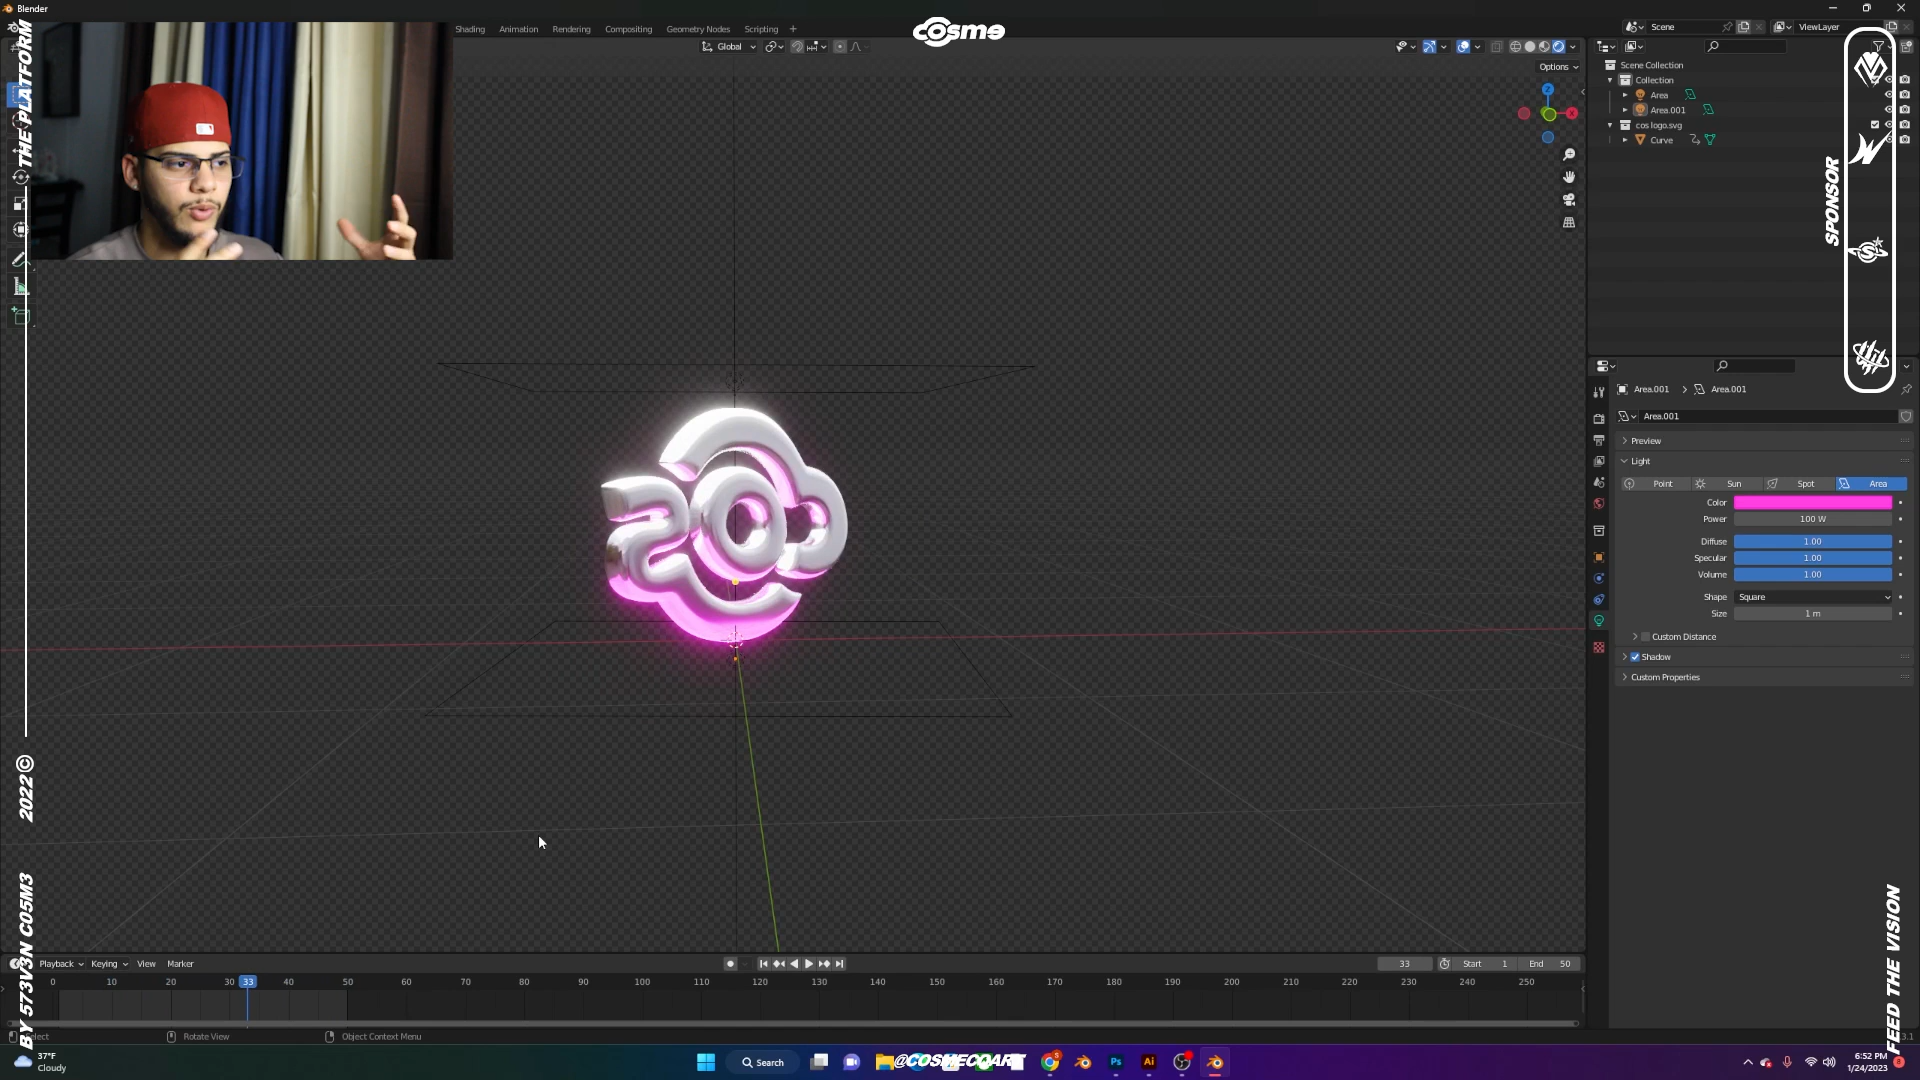 Blender
Shading Animation Rendering Compositing Geometry Nodes Scripting +
cosme
Scene
ViewLayer
Global
Options
Z
X
Scene Collection
Collection
Area
Area.001
cos logo.svg
Curve
THE PLATFORM
2022©
BY 573V3N C05M3
SPONSOR
FEED THE VISION
cos
Area.001 > Area.001
Area.001
Preview
Light
Point Sun Spot Area
Color
Power 100 W
Diffuse 1.00
Specular 1.00
Volume 1.00
Shape Square
Size 1 m
Custom Distance
Shadow
Custom Properties
Playback Keying View Marker
33 Start 1 End 50
0 10 20 30 33 40 50 60 70 80 90 100 110 120 130 140 150 160 170 180 190 200 210 220 230 240 250
Rotate View
Object Context Menu
37°F
Cloudy
Search
@COSMECOART
Ps
Ai
6:52 PM
1/24/2023